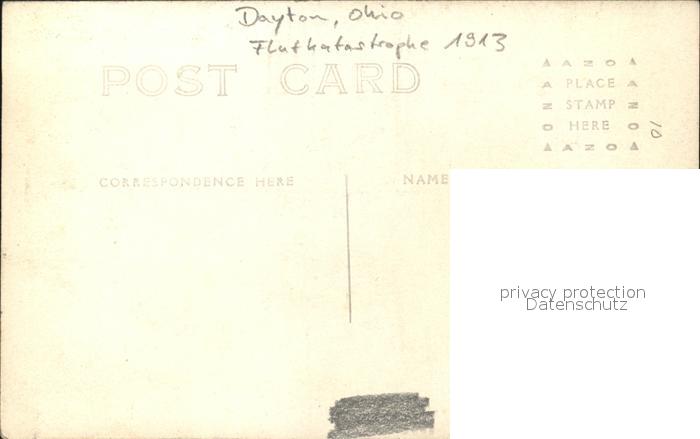 Dayton, Ohio
Flutkatastrophe 1913
POST CARD
AZO
PLACE
STAMP
HERE
AZO
10
CORRESPONDENCE HERE
NAME
privacy protection
Datenschutz